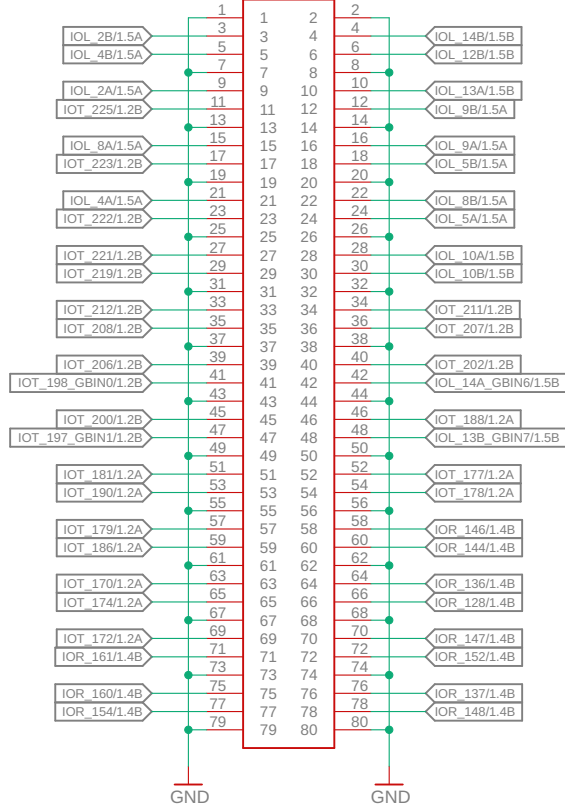 1 1 2 2
IOL_2B/1.5A 3 3 4 4 IOL_14B/1.5B
IOL_4B/1.5A 5 5 6 6 IOL_12B/1.5B
7 7 8 8
IOL_2A/1.5A 9 9 10 10 IOL_13A/1.5B
IOT_225/1.2B 11 11 12 12 IOL_9B/1.5A
13 13 14 14
IOL_8A/1.5A 15 15 16 16 IOL_9A/1.5A
IOT_223/1.2B 17 17 18 18 IOL_5B/1.5A
19 19 20 20
IOL_4A/1.5A 21 21 22 22 IOL_8B/1.5A
IOT_222/1.2B 23 23 24 24 IOL_5A/1.5A
25 25 26 26
IOT_221/1.2B 27 27 28 28 IOL_10A/1.5B
IOT_219/1.2B 29 29 30 30 IOL_10B/1.5B
31 31 32 32
IOT_212/1.2B 33 33 34 34 IOT_211/1.2B
IOT_208/1.2B 35 35 36 36 IOT_207/1.2B
37 37 38 38
IOT_206/1.2B 39 39 40 40 IOT_202/1.2B
IOT_198_GBIN0/1.2B 41 41 42 42 IOL_14A_GBIN6/1.5B
43 43 44 44
IOT_200/1.2B 45 45 46 46 IOT_188/1.2A
IOT_197_GBIN1/1.2B 47 47 48 48 IOL_13B_GBIN7/1.5B
49 49 50 50
IOT_181/1.2A 51 51 52 52 IOT_177/1.2A
IOT_190/1.2A 53 53 54 54 IOT_178/1.2A
55 55 56 56
IOT_179/1.2A 57 57 58 58 IOR_146/1.4B
IOT_186/1.2A 59 59 60 60 IOR_144/1.4B
61 61 62 62
IOT_170/1.2A 63 63 64 64 IOR_136/1.4B
IOT_174/1.2A 65 65 66 66 IOR_128/1.4B
67 67 68 68
IOT_172/1.2A 69 69 70 70 IOR_147/1.4B
IOR_161/1.4B 71 71 72 72 IOR_152/1.4B
73 73 74 74
IOR_160/1.4B 75 75 76 76 IOR_137/1.4B
IOR_154/1.4B 77 77 78 78 IOR_148/1.4B
79 79 80 80
GND GND